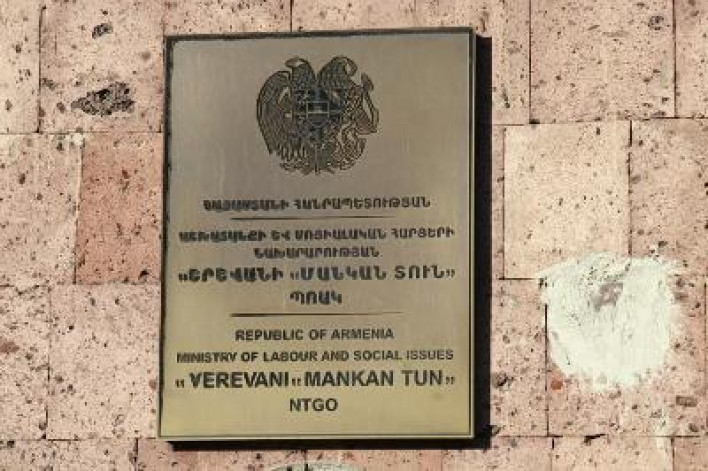 ՀԱՅԱՍՏԱՆԻ ՀԱՆՐԱՊԵՏՈՒԹՅԱՆ
ԱՇԽԱՏԱՆՔԻ ԵՎ ՍՈՑԻԱԼԱԿԱՆ ՀԱՐՑԵՐԻ
ՆԱԽԱՐԱՐՈՒԹՅԱՆ
«ԵՐԵՎԱՆԻ «ՄԱՆԿԱՆ ՏՈՒՆ»
ՊՈԱԿ
REPUBLIC OF ARMENIA
MINISTRY OF LABOUR AND SOCIAL ISSUES
«YEREVANI «MANKAN TUN»
NTGO